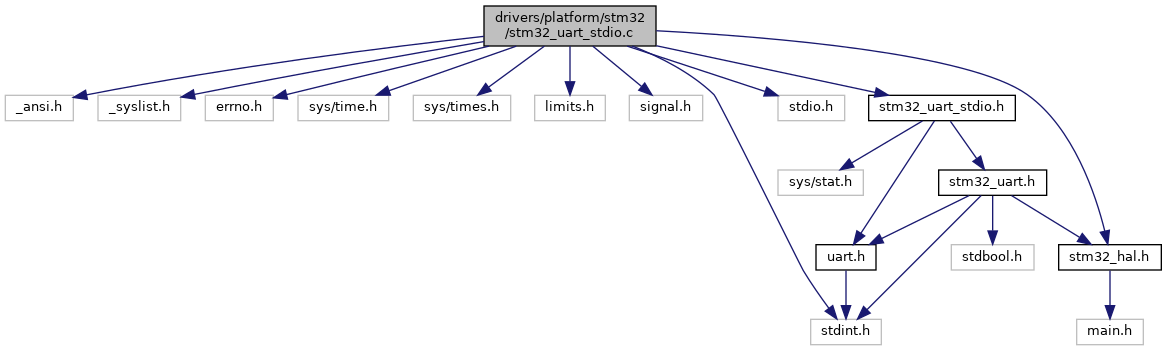 drivers/platform/stm32
/stm32_uart_stdio.c
_ansi.h
_syslist.h
errno.h
sys/time.h
sys/times.h
limits.h
signal.h
stdio.h
stm32_uart_stdio.h
sys/stat.h
stm32_uart.h
uart.h
stdbool.h
stm32_hal.h
stdint.h
main.h